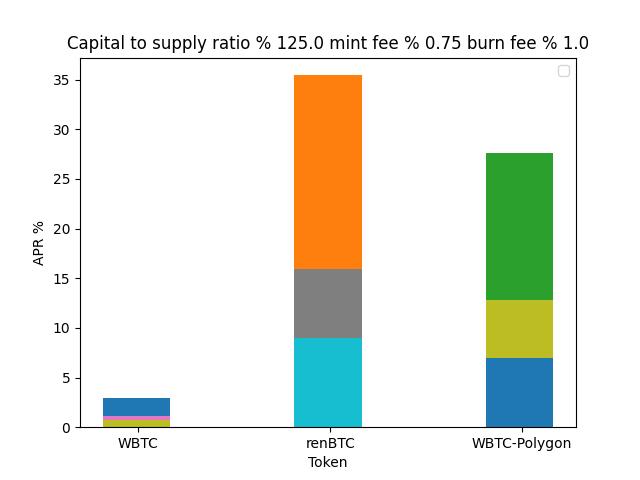 Capital to supply ratio % 125.0 mint fee % 0.75 burn fee % 1.0
35
30
25
20
15
10
5
0
APR %
WBTC
renBTC
WBTC-Polygon
Token